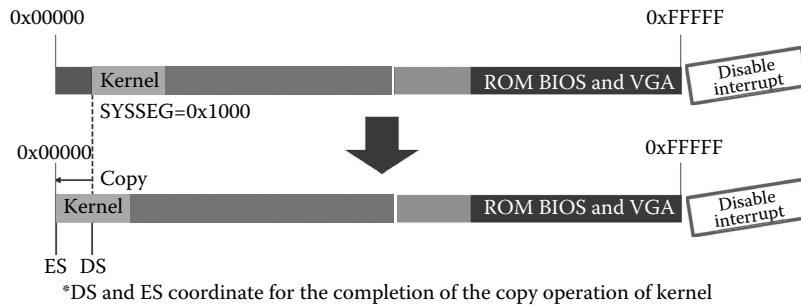 0x00000 0xFFFFF
Kernel ROM BIOS and VGA Disable interrupt
SYSSEG=0x1000
0x00000 0xFFFFF
Copy
Kernel ROM BIOS and VGA Disable interrupt
ES DS
*DS and ES coordinate for the completion of the copy operation of kernel